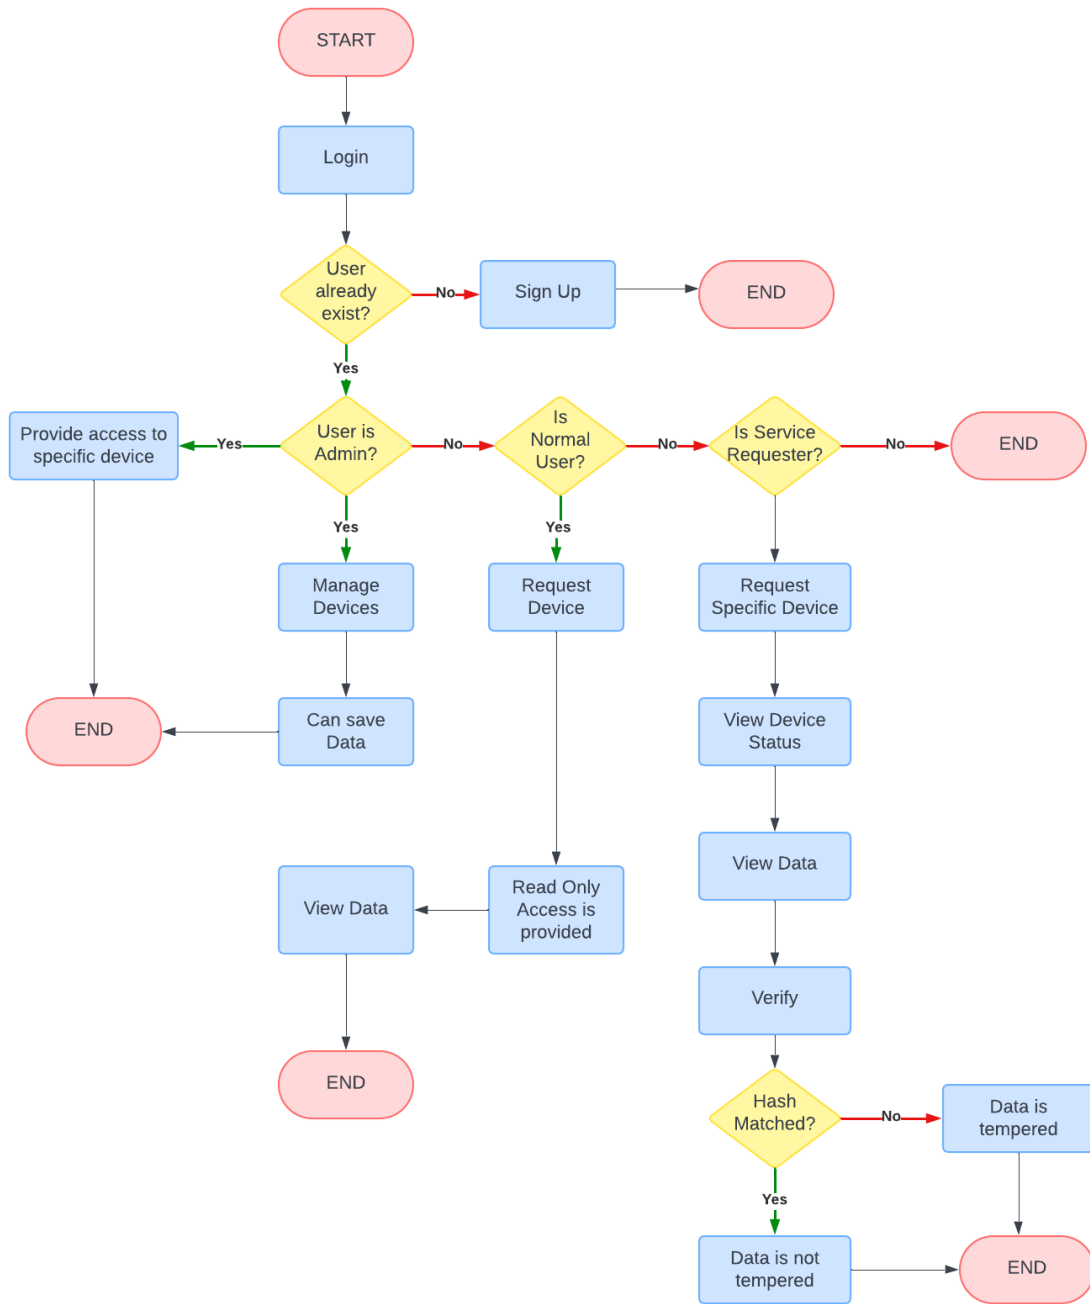 START
Login
User
already
exist?
No
Sign Up
END
Yes
Provide access to
specific device
Yes
User is
Admin?
No
Is
Normal
User?
No
Is Service
Requester?
No
END
Yes
Yes
Manage
Devices
Request
Device
Request
Specific Device
END
Can save
Data
View Device
Status
View Data
View Data
Read Only
Access is
provided
Verify
END
Hash
Matched?
No
Data is
tempered
Yes
Data is not
tempered
END